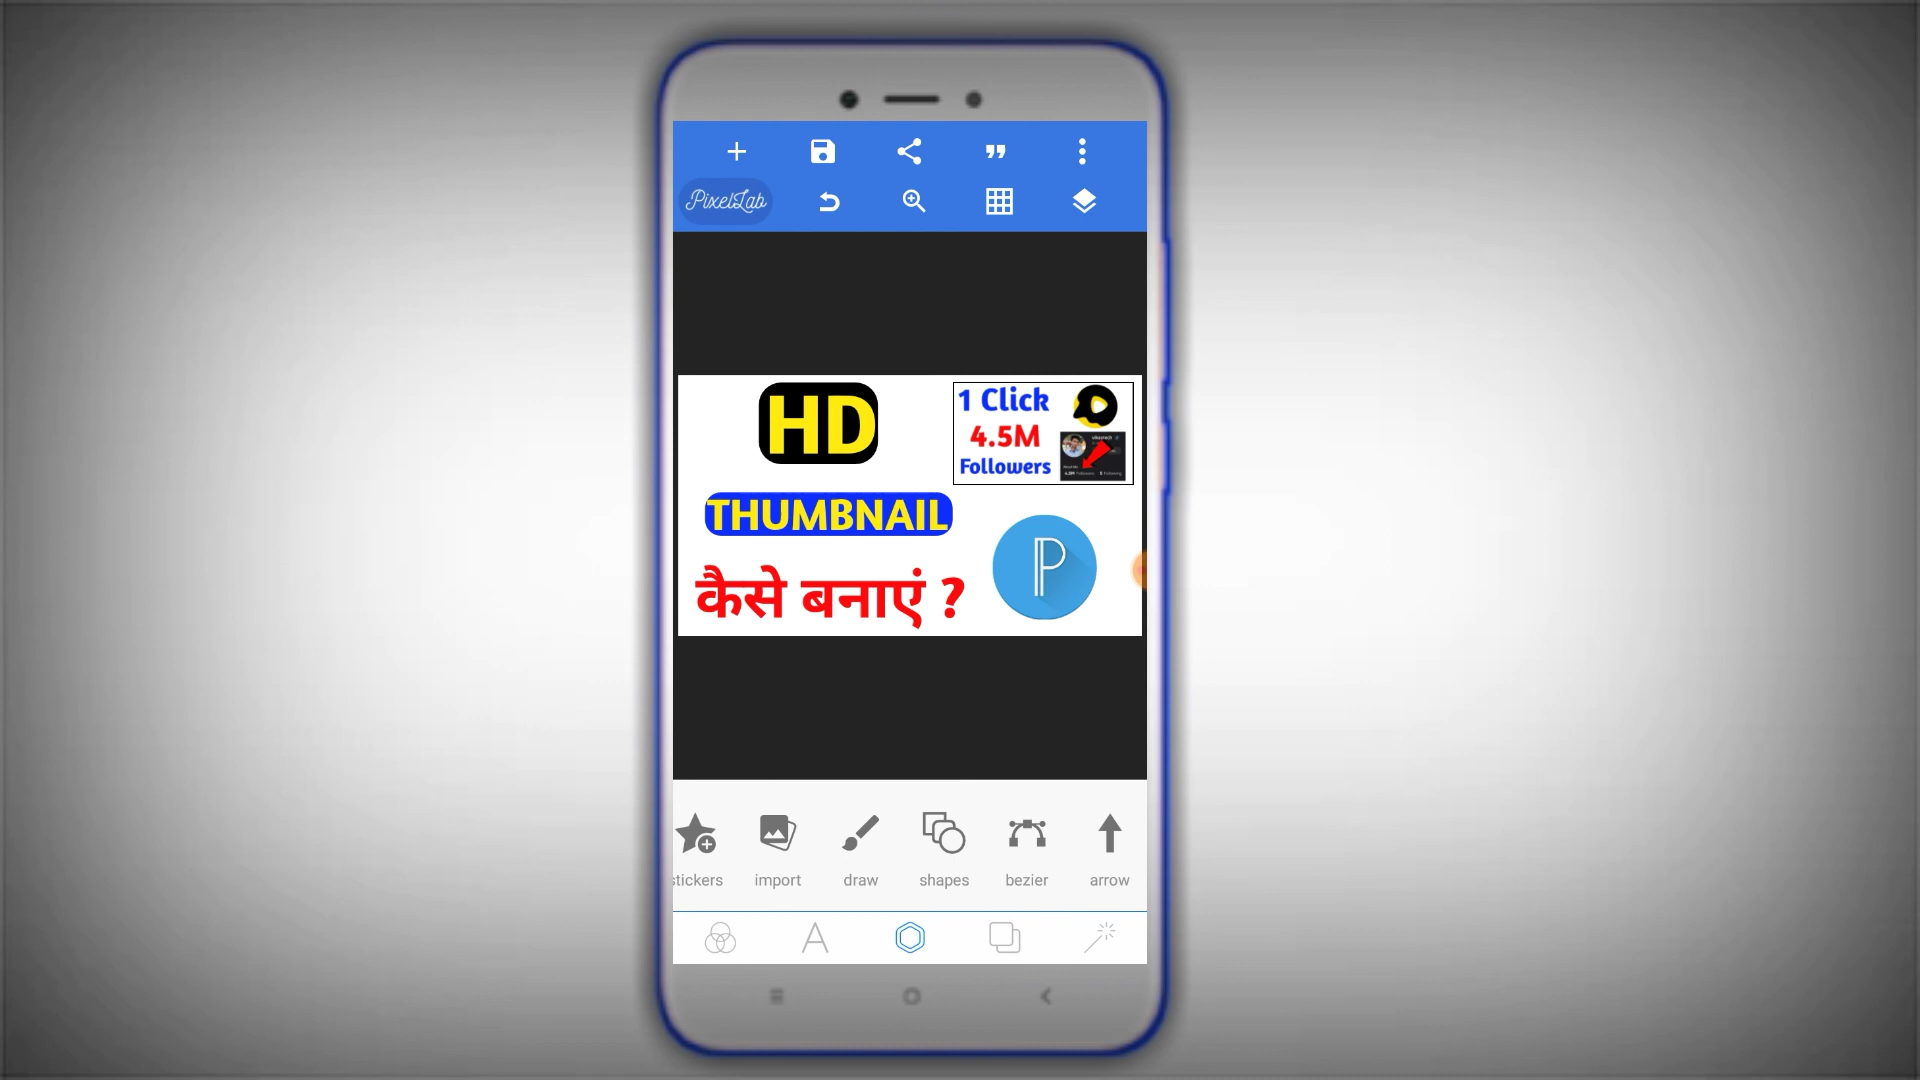 PixelLab
HD
1 Click
4.5M
Followers
THUMBNAIL
कैसे बनाएं ?
P
stickers
import
draw
shapes
bezier
arrow